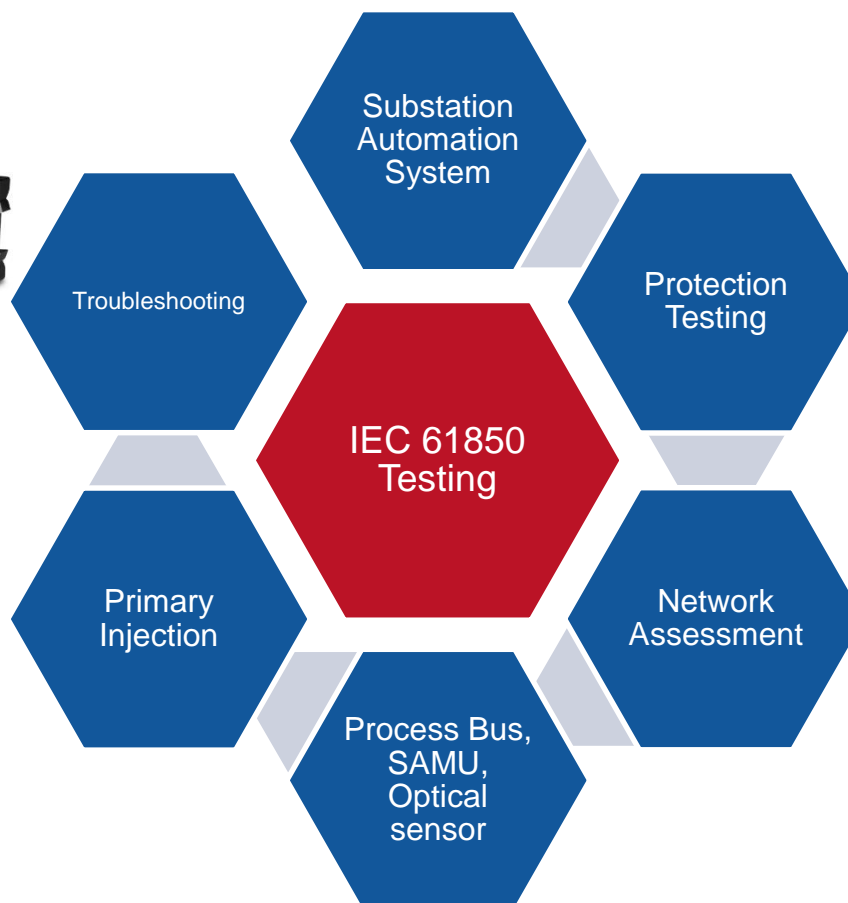 Substation
Automation
System
Protection
Testing
Troubleshooting
IEC 61850
Testing
Primary
Injection
Network
Assessment
Process Bus,
SAMU,
Optical
sensor